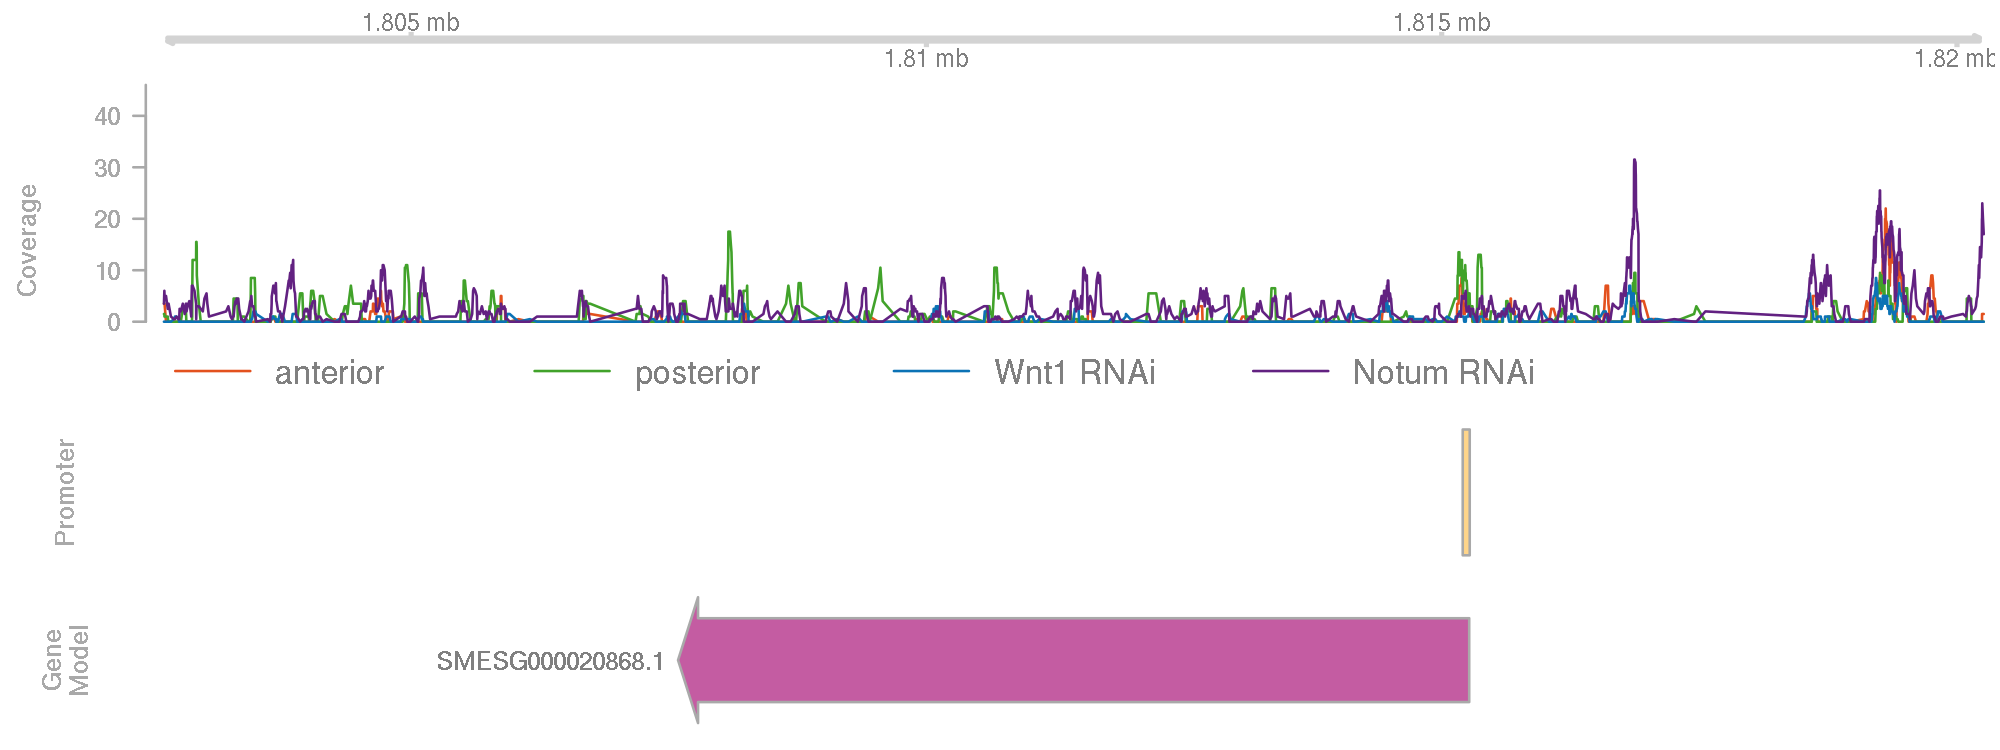 1.805 mb
1.815 mb
1.81 mb
1.82 mb
Coverage
40
30
20
10
0
anterior
posterior
Wnt1 RNAi
Notum RNAi
Promoter
Gene
Model
SMESG000020868.1